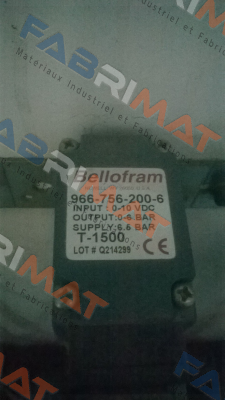 FABRIMAT
Matériaux Industriel et Fabrications
Bellofram
966-756-200-6
INPUT : 0-10 VDC
OUTPUT:0-6 BAR
SUPPLY:6.6 BAR
T-1500
CE
LOT # Q214299